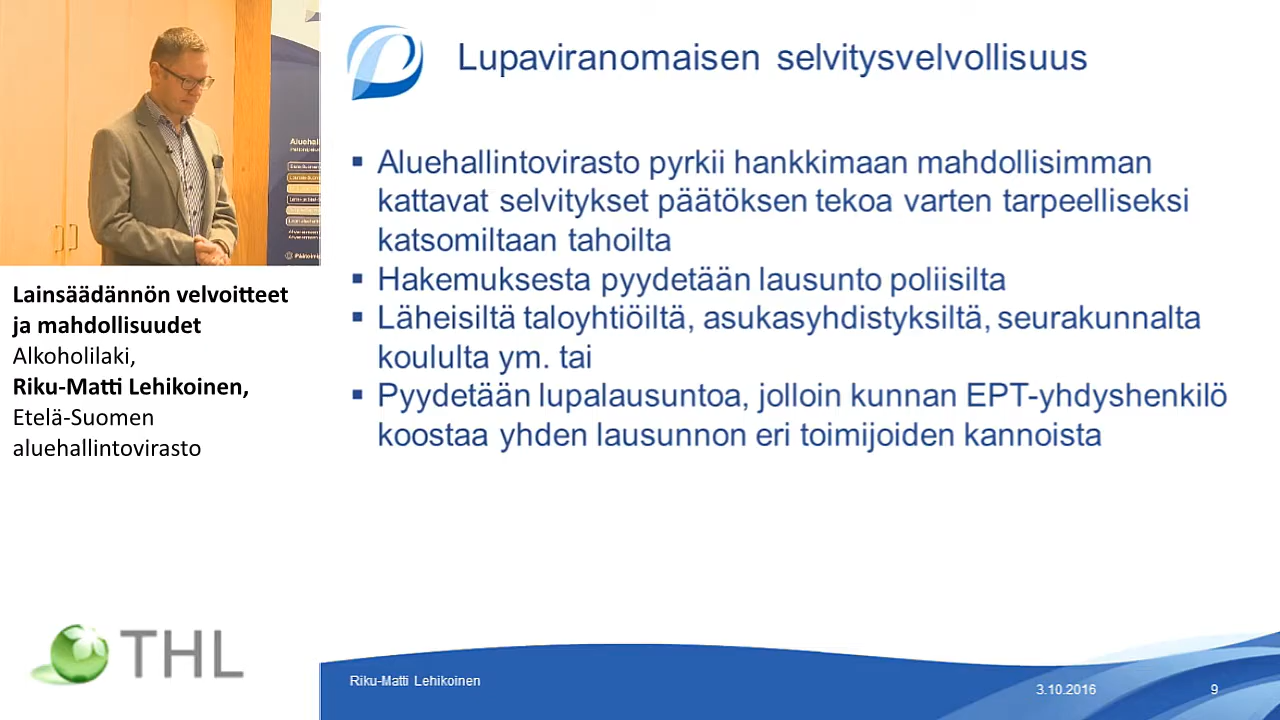 Lupaviranomaisen selvitysvelvollisuus
Aluehallintovirasto pyrkii hankkimaan mahdollisimman
kattavat selvitykset päätöksen tekoa varten tarpeelliseksi
katsomiltaan tahoilta
Hakemuksesta pyydetään lausunto poliisilta
Läheisiltä taloyhtiöiltä, asukasyhdistyksiltä, seurakunnalta
koululta ym. tai
Pyydetään lupalausuntoa, jolloin kunnan EPT-yhdyshenkilö
koostaa yhden lausunnon eri toimijoiden kannoista
Lainsäädännön velvoitteet
ja mahdollisuudet
Alkoholilaki,
Riku-Matti Lehikoinen,
Etelä-Suomen
aluehallintovirasto
THL
Riku-Matti Lehikoinen
3.10.2016
9